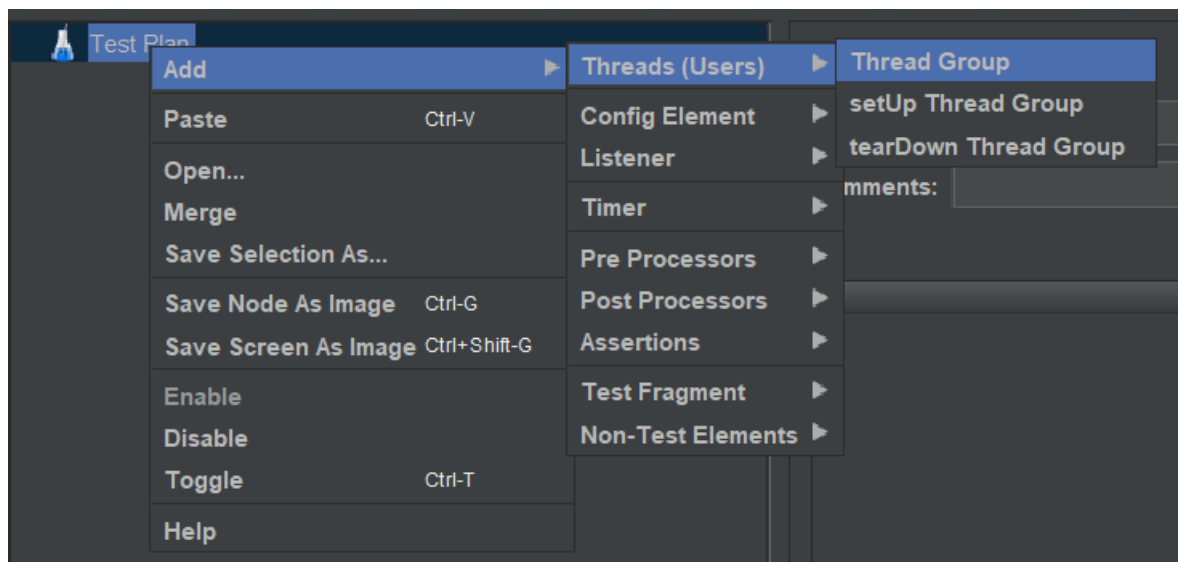 Test Plan
Add
Paste Ctrl-V
Open...
Merge
Save Selection As...
Save Node As Image Ctrl-G
Save Screen As Image Ctrl+Shift-G
Enable
Disable
Toggle Ctrl-T
Help
Threads (Users)
Config Element
Listener
Timer
Pre Processors
Post Processors
Assertions
Test Fragment
Non-Test Elements
Thread Group
setUp Thread Group
tearDown Thread Group
mments: